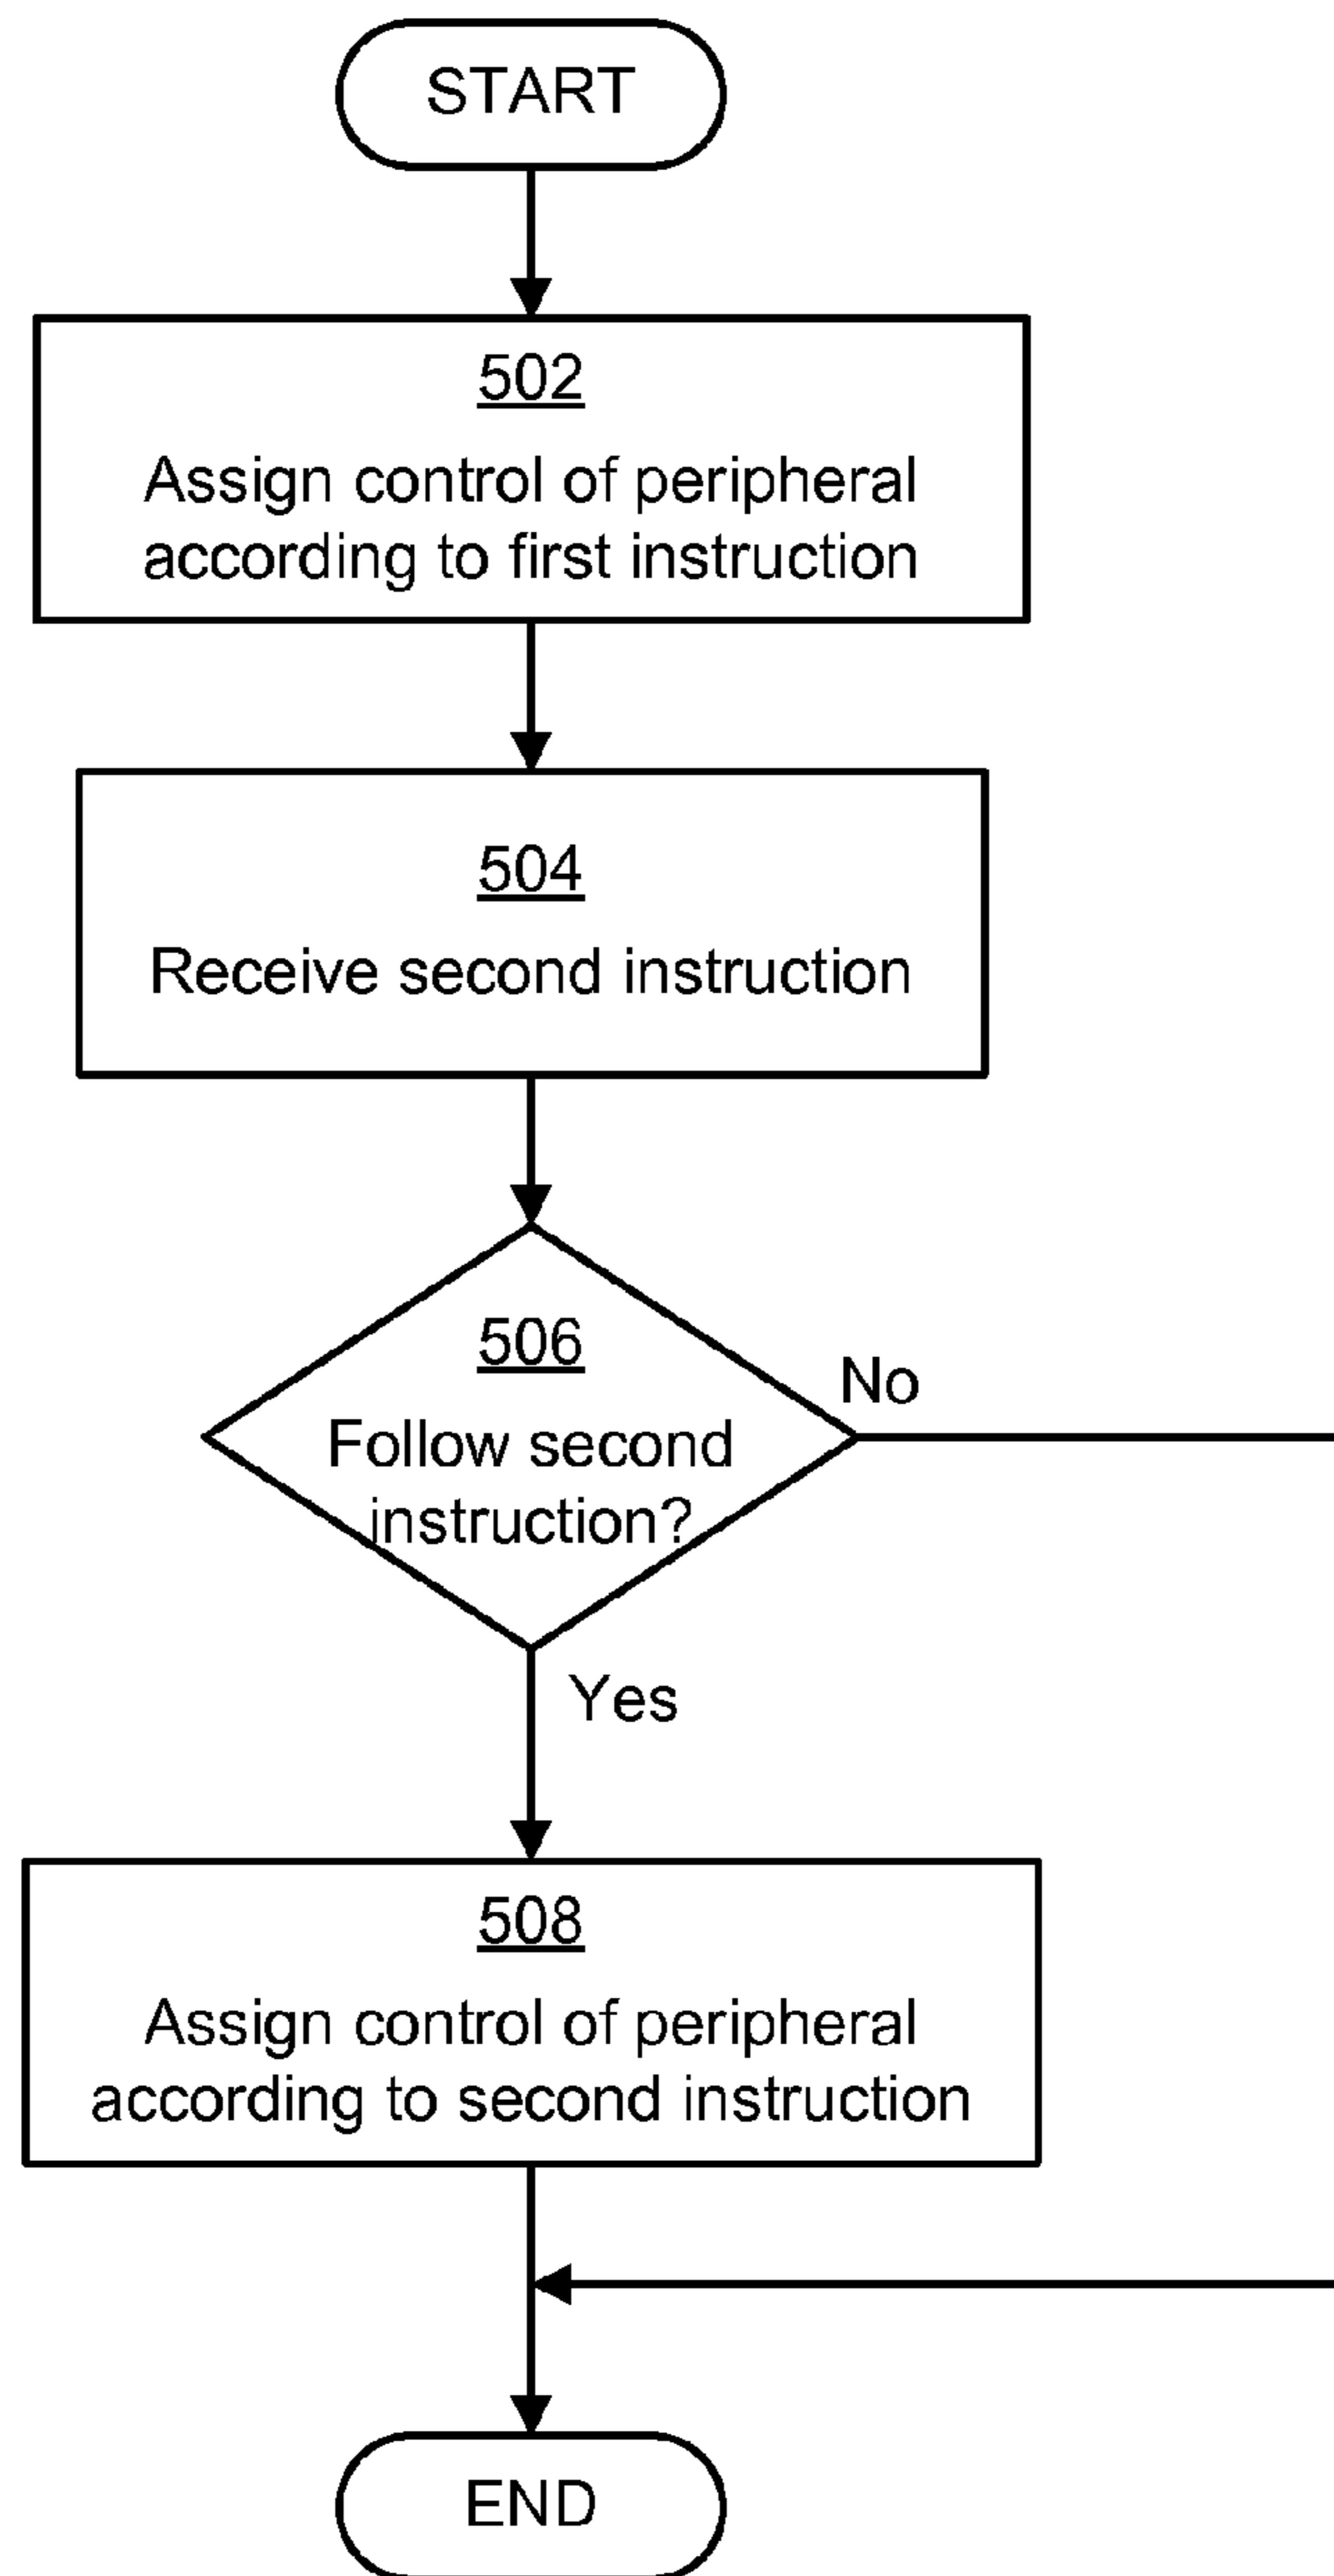 START
502
Assign control of peripheral
according to first instruction
504
Receive second instruction
506
No
Follow second
instruction?
Yes
508
Assign control of peripheral
according to second instruction
END